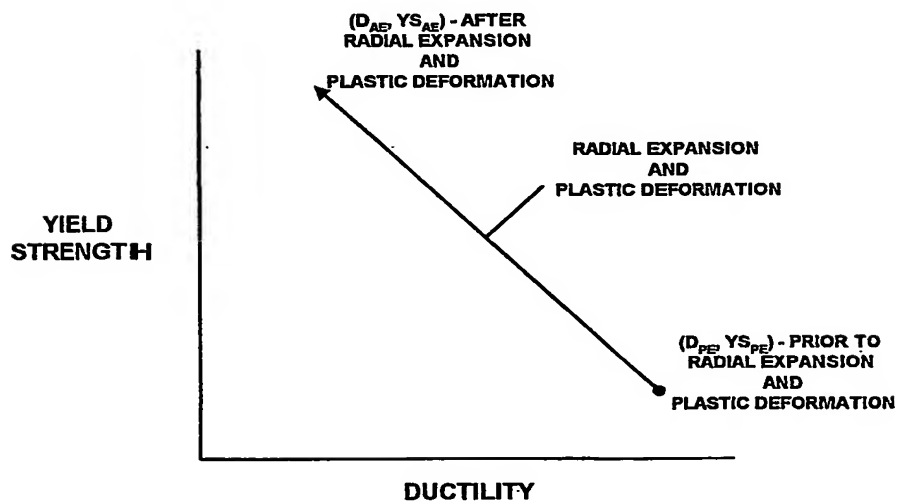 (D_AE, YS_AE) - AFTER
RADIAL EXPANSION
AND
PLASTIC DEFORMATION
RADIAL EXPANSION
AND
PLASTIC DEFORMATION
YIELD
STRENGTH
(D_PE, YS_PE) - PRIOR TO
RADIAL EXPANSION
AND
PLASTIC DEFORMATION
DUCTILITY